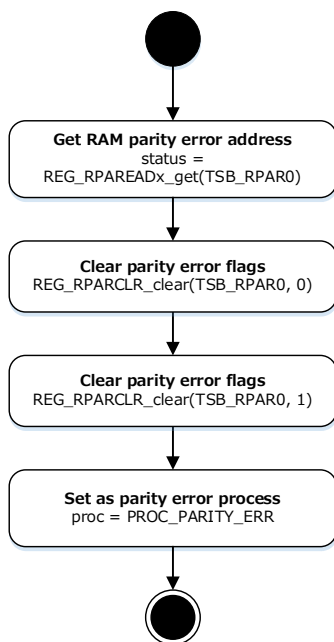 Get RAM parity error address
status =
REG_RPAREADx_get(TSB_RPAR0)
Clear parity error flags
REG_RPARCLR_clear(TSB_RPAR0, 0)
Clear parity error flags
REG_RPARCLR_clear(TSB_RPAR0, 1)
Set as parity error process
proc = PROC_PARITY_ERR